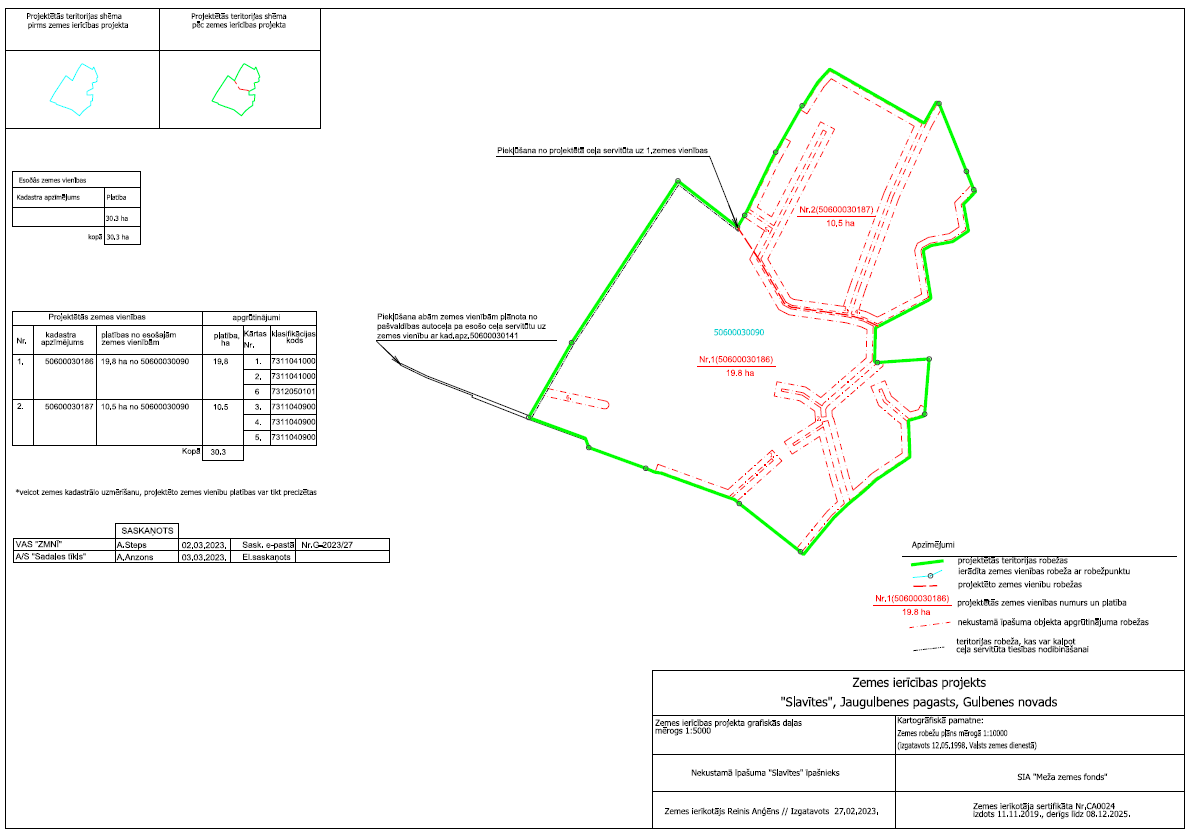 Projektētās teritorijas shēma
pirms zemes ierīcības projekta
Projektētās teritorijas shēma
pēc zemes ierīcības projekta
Piekļūšana no projektētā ceļa servitūta uz 1.zemes vienības
Esošās zemes vienības
Kadastra apzīmējums Platība
30.3 ha
kopā 30.3 ha
Nr.2(50600030187)
10,5 ha
Projektētās zemes vienības apgrūtinājumi
Nr. kadastra apzīmējums platības no esošajām zemes vienībām platība, ha Kārtas Nr. klasifikācijas kods
1. 50600030186 19,8 ha no 50600030090 19,8 1. 7311041000
2. 7311041000
6 7312050101
2. 50600030187 10,5 ha no 50600030090 10.5 3. 7311040900
4. 7311040900
5. 7311040900
Kopā 30.3
Piekļūšana abām zemes vienībām plānota no
pašvaldības autoceļa pa esošo ceļa servitūtu uz
zemes vienību ar kad.apz.50600030141
50600030090
Nr.1(50600030186)
19.8 ha
*veicot zemes kadastrālo uzmērīšanu, projektēto zemes vienību platības var tikt precizētas
SASKAŅOTS
VAS "ZMNĪ" A.Steps 02.03.2023. Sask. e-pastā Nr.G-2023/27
A/S "Sadales tīkls" A.Anzons 03.03.2023. El.saskaņots
Apzīmējumi
projektētās teritorijas robežas
ierādīta zemes vienības robeža ar robežpunktu
projektēto zemes vienību robežas
Nr.1(50600030186)
19.8 ha
projektētās zemes vienības numurs un platība
nekustamā īpašuma objekta apgrūtinājuma robežas
teritorijas robeža, kas var kalpot
ceļa servitūta tiesības nodibināšanai
Zemes ierīcības projekts
"Slavītes", Jaugulbenes pagasts, Gulbenes novads
Zemes ierīcības projekta grafiskās daļas
mērogs 1:5000
Kartogrāfiskā pamatne:
Zemes robežu plāns mērogā 1:10000
(izgatavots 12.05.1998. Valsts zemes dienestā)
Nekustamā īpašuma "Slavītes" īpašnieks
SIA "Meža zemes fonds"
Zemes ierīkotājs Reinis Anģēns // Izgatavots 27.02.2023.
Zemes ierīkotāja sertifikāta Nr.CA0024
izdots 11.11.2019., derīgs līdz 08.12.2025.